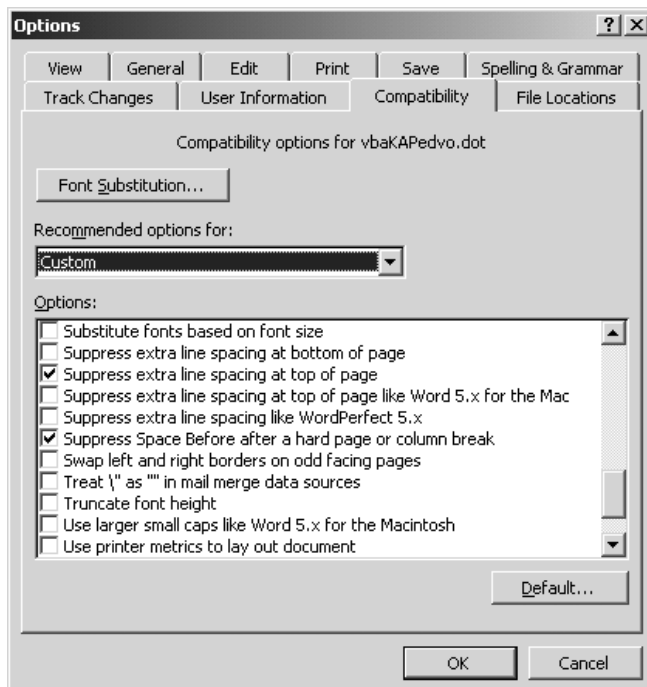 Options
View General Edit Print Save Spelling & Grammar
Track Changes User Information Compatibility File Locations
Compatibility options for vbaKAPedvo.dot
Font Substitution...
Recommended options for:
Custom
Options:
Substitute fonts based on font size
Suppress extra line spacing at bottom of page
Suppress extra line spacing at top of page
Suppress extra line spacing at top of page like Word 5.x for the Mac
Suppress extra line spacing like WordPerfect 5.x
Suppress Space Before after a hard page or column break
Swap left and right borders on odd facing pages
Treat \" as "" in mail merge data sources
Truncate font height
Use larger small caps like Word 5.x for the Macintosh
Use printer metrics to lay out document
Default...
OK Cancel